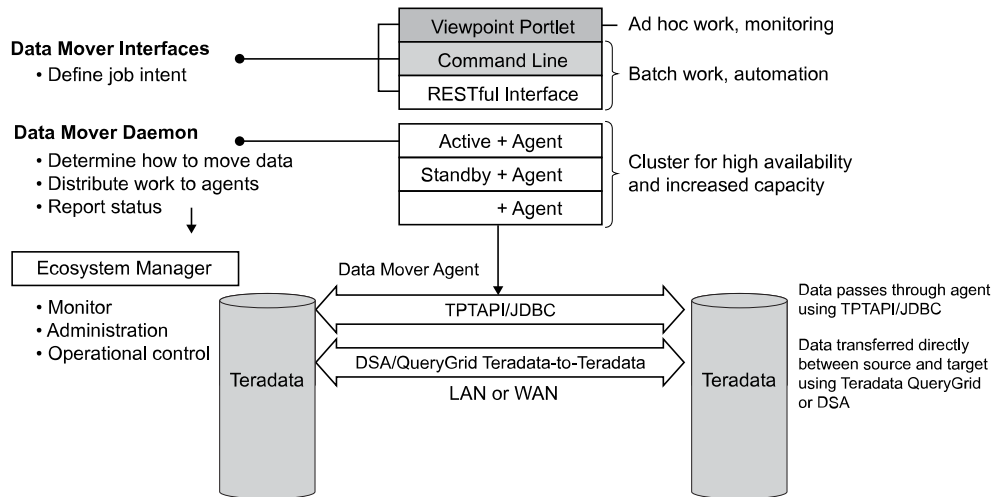 Data Mover Interfaces
• Define job intent
Viewpoint Portlet
Command Line
RESTful Interface
Ad hoc work, monitoring
Batch work, automation
Data Mover Daemon
• Determine how to move data
• Distribute work to agents
• Report status
Active + Agent
Standby + Agent
+ Agent
Cluster for high availability
and increased capacity
Ecosystem Manager
• Monitor
• Administration
• Operational control
Data Mover Agent
TPTAPI/JDBC
DSA/QueryGrid Teradata-to-Teradata
LAN or WAN
Teradata
Teradata
Data passes through agent
using TPTAPI/JDBC
Data transferred directly
between source and target
using Teradata QueryGrid
or DSA